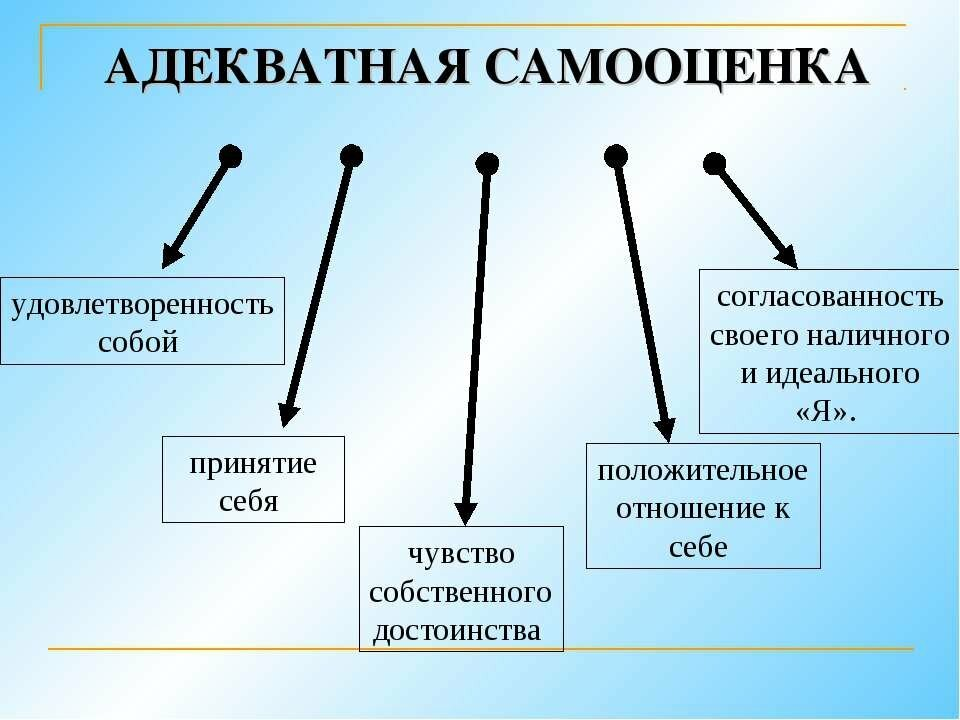 АДЕКВАТНАЯ САМООЦЕНКА
удовлетворенность
собой
принятие
себя
чувство
собственного
достоинства
положительное
отношение к
себе
согласованность
своего наличного
и идеального
«Я».